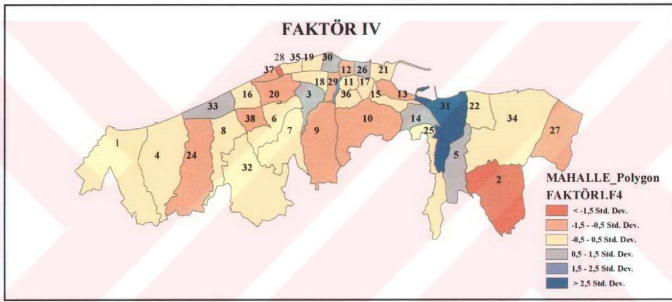 FAKTÖR IV
28 35 19 30
37 12 26 21
18 29 11 17
33 16 20 3 36 15 13
31 22
38 6 14 34
1 4 24 8 7 9 10 25 27
32 5
2
MAHALLE_Polygon
FAKTÖR1.F4
< -1,5 Std. Dev.
-1,5 - -0,5 Std. Dev.
-0,5 - 0,5 Std. Dev.
0,5 - 1,5 Std. Dev.
1,5 - 2,5 Std. Dev.
> 2,5 Std. Dev.